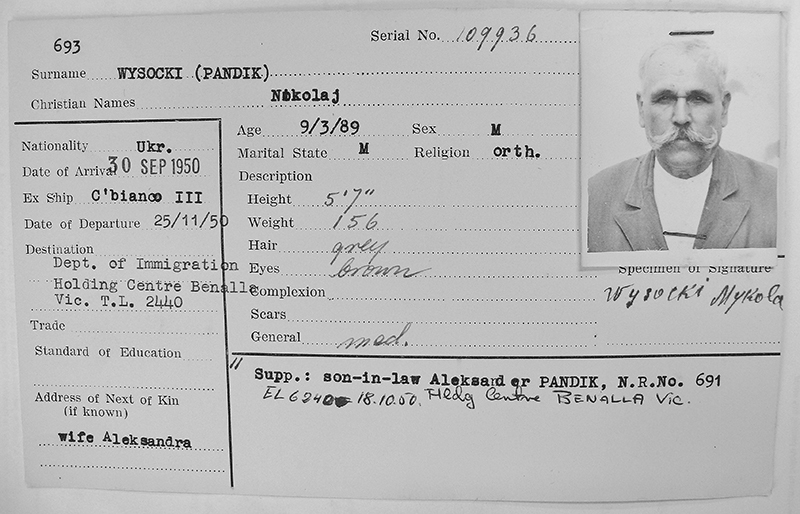 693
Serial No. 109936
Surname WYSOCKI (PANDIK)
Christian Names Nikolaj
Nationality Ukr.
Date of Arrival 30 SEP 1950
Ex Ship C'bianco III
Date of Departure 25/11/50
Destination
Dept. of Immigration
Holding Centre Benalla
Vic. T.L. 2440
Trade
Standard of Education
Address of Next of Kin
(if known)
wife Aleksandra
Age 9/3/89 Sex M
Marital State M Religion orth.
Description
Height 5'7"
Weight 156
Hair grey
Eyes brown
Complexion
Scars
General med.
Specimen of Signature
Wysocki Mykola
Supp.: son-in-law Aleksander PANDIK, N.R.No. 691
18.10.50. Hldg Centre BENALLA Vic.